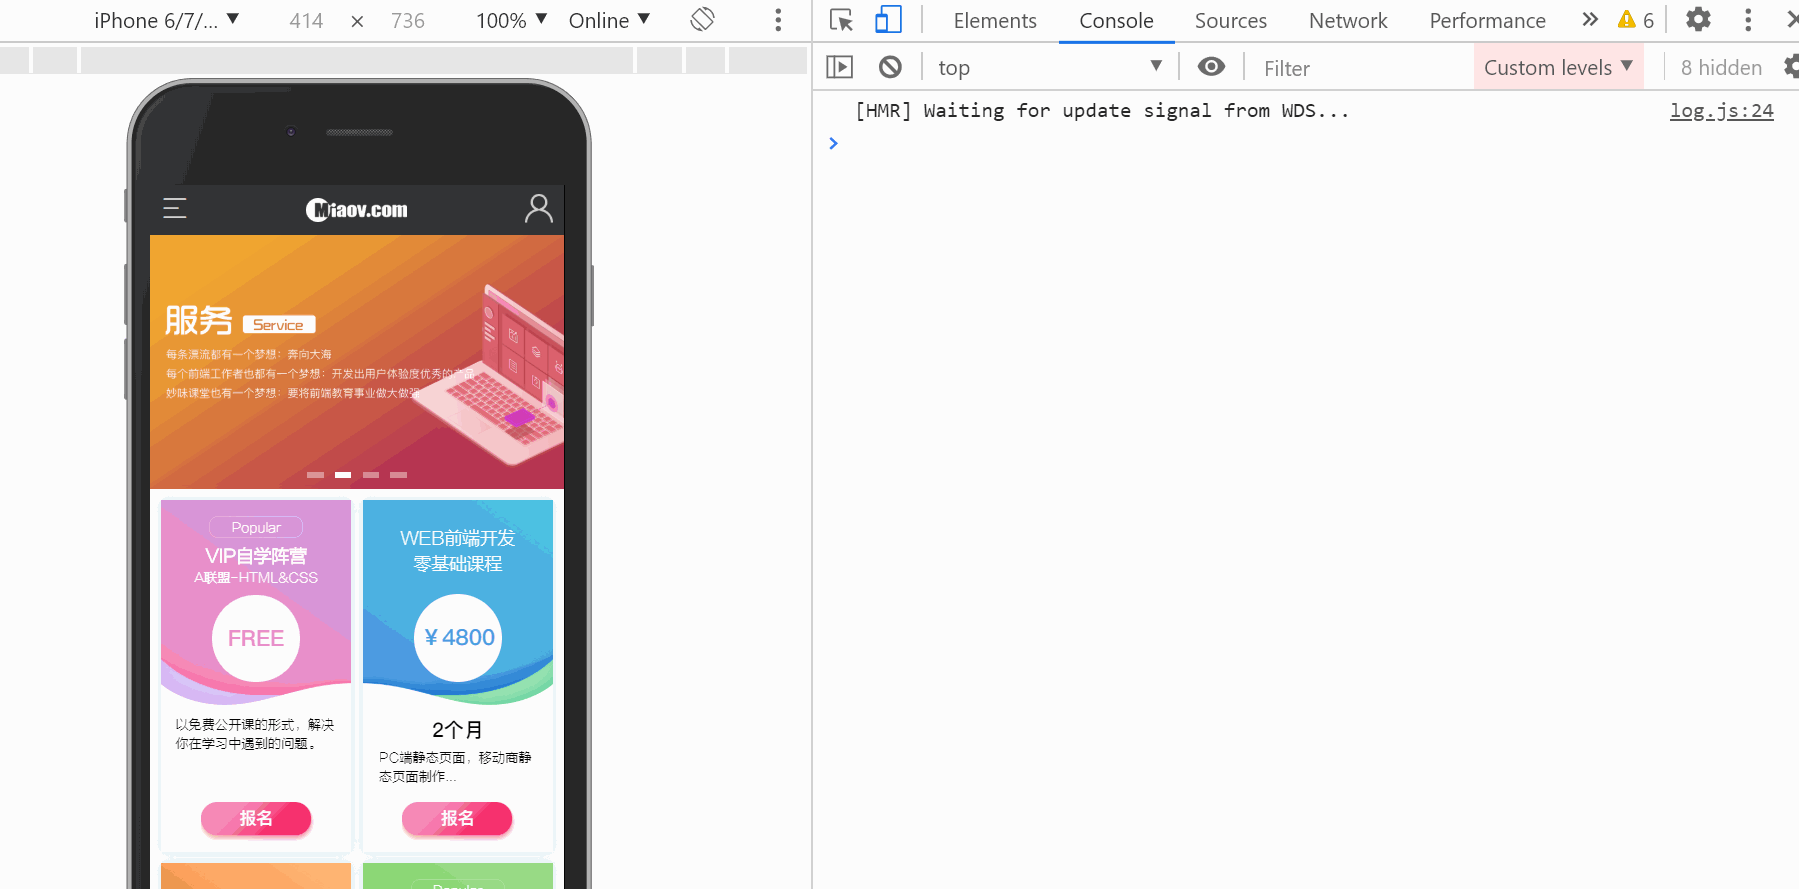 iPhone 6/7/... ▼ 414 × 736 100% ▼ Online ▼
Elements Console Sources Network Performance » 6
top ▼ Filter Custom levels ▼ 8 hidden
[HMR] Waiting for update signal from WDS... log.js:24
Miaov.com
服务 Service
每条漂流都有一个梦想：奔向大海
每个前端工作者也都有一个梦想：开发出用户体验度优秀的产品
妙味课堂也有一个梦想：要将前端教育事业做大做强
Popular
VIP自学阵营
A联盟-HTML&CSS
FREE
以免费公开课的形式，解决
你在学习中遇到的问题。
报名
WEB前端开发
零基础课程
¥4800
2个月
PC端静态页面，移动商静
态页面制作...
报名
Popular